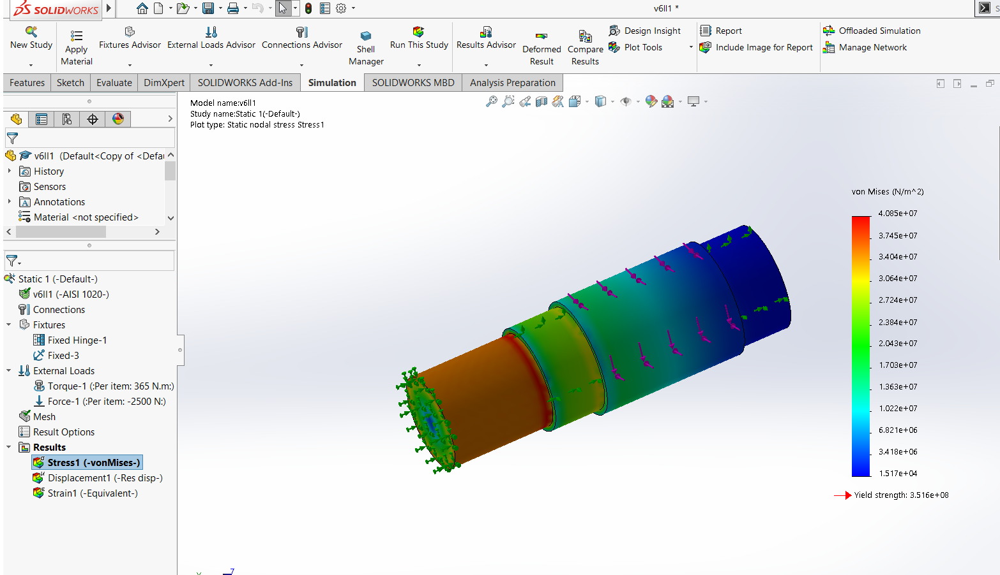 SOLIDWORKS
v6ll1 *
New Study
Apply Material
Fixtures Advisor
External Loads Advisor
Connections Advisor
Shell Manager
Run This Study
Results Advisor
Deformed Result
Compare Results
Design Insight
Plot Tools
Report
Include Image for Report
Offloaded Simulation
Manage Network
Features
Sketch
Evaluate
DimXpert
SOLIDWORKS Add-Ins
Simulation
SOLIDWORKS MBD
Analysis Preparation
v6ll1 (Default<Copy of <Defau
History
Sensors
Annotations
Material <not specified>
Static 1 (-Default-)
v6ll1 (-AISI 1020-)
Connections
Fixtures
Fixed Hinge-1
Fixed-3
External Loads
Torque-1 (:Per item: 365 N.m:)
Force-1 (:Per item: -2500 N:)
Mesh
Result Options
Results
Stress1 (-vonMises-)
Displacement1 (-Res disp-)
Strain1 (-Equivalent-)
Model name:v6ll1
Study name:Static 1(-Default-)
Plot type: Static nodal stress Stress1
von Mises (N/m^2)
4.085e+07
3.745e+07
3.404e+07
3.064e+07
2.724e+07
2.384e+07
2.043e+07
1.703e+07
1.363e+07
1.022e+07
6.821e+06
3.418e+06
1.517e+04
Yield strength: 3.516e+08